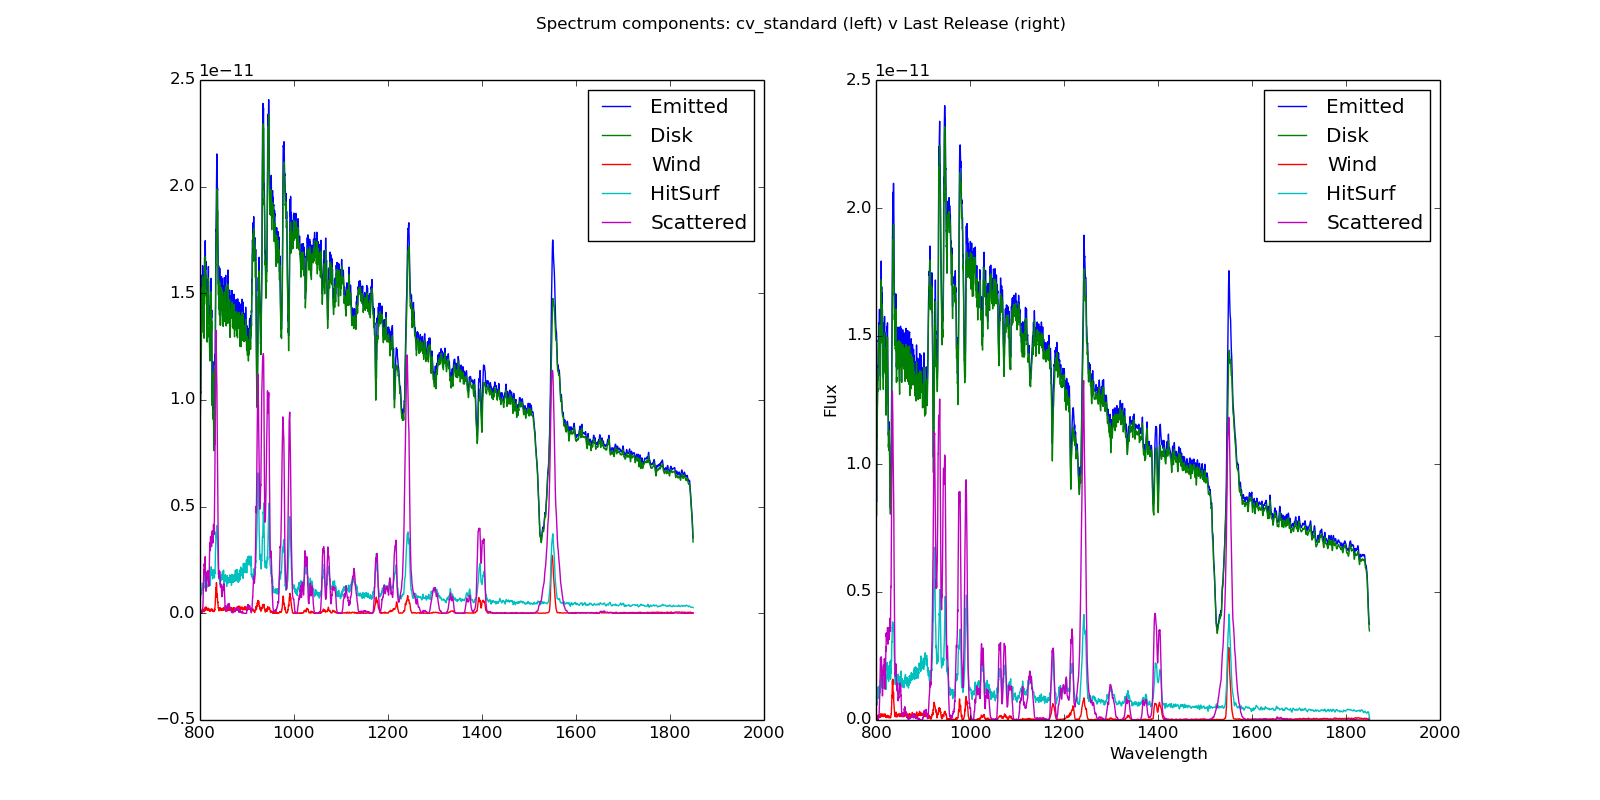 Spectrum components: cv_standard (left) v Last Release (right)
1e−11
2.5
2.0
1.5
1.0
0.5
0.0
−0.5
800
1000
1200
1400
1600
1800
2000
Emitted
Disk
Wind
HitSurf
Scattered
1e−11
2.5
2.0
1.5
1.0
0.5
0.0
Flux
800
1000
1200
1400
1600
1800
2000
Wavelength
Emitted
Disk
Wind
HitSurf
Scattered